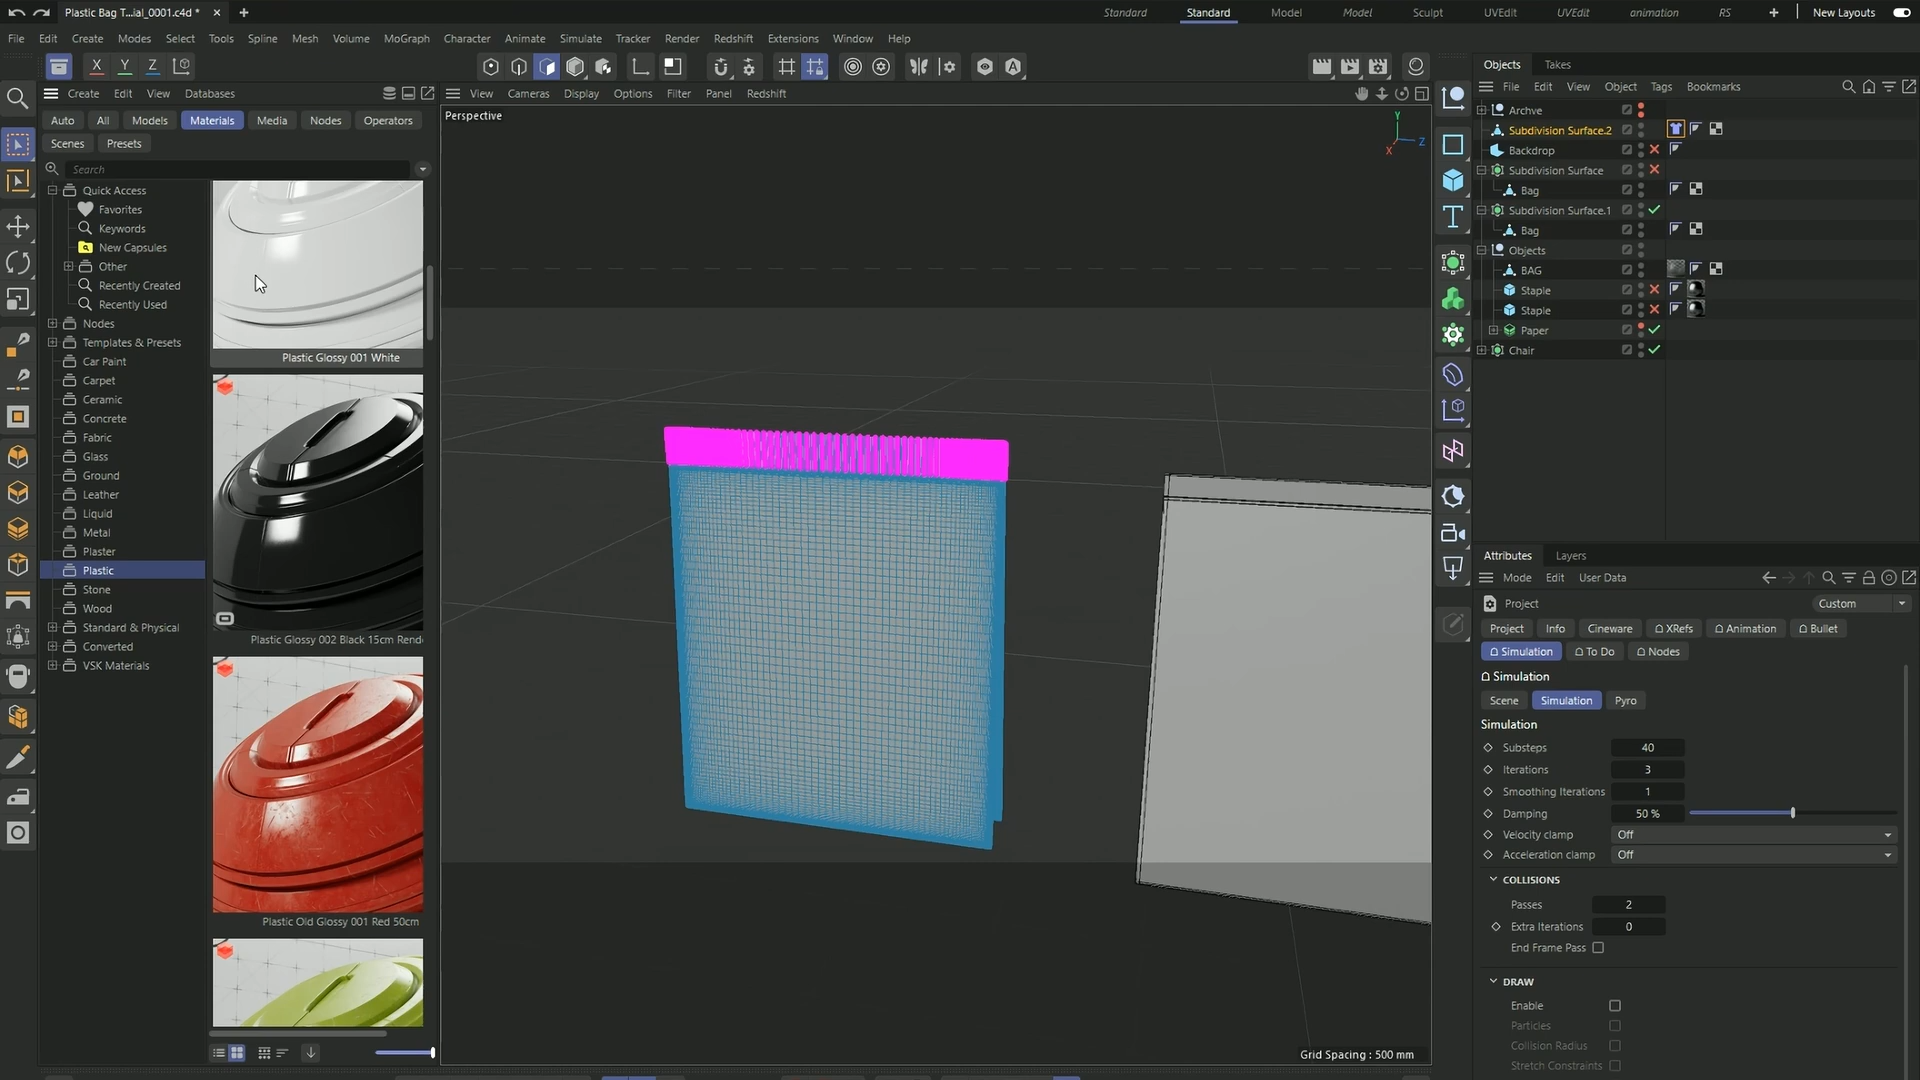 Plastic Bag T...ial_0001.c4d *
Standard
Standard
Model
Model
Sculpt
UVEdit
UVEdit
animation
RS
New Layouts
File Edit Create Modes Select Tools Spline Mesh Volume MoGraph Character Animate Simulate Tracker Render Redshift Extensions Window Help
X Y Z
Create Edit View Databases
Auto All Models Materials Media Nodes Operators
Scenes Presets
Search
Quick Access
Favorites
Keywords
New Capsules
Other
Recently Created
Recently Used
Nodes
Templates & Presets
Car Paint
Carpet
Ceramic
Concrete
Fabric
Glass
Ground
Leather
Liquid
Metal
Plaster
Plastic
Stone
Wood
Standard & Physical
Converted
VSK Materials
Plastic Glossy 001 White
Plastic Glossy 002 Black 15cm Rend
Plastic Old Glossy 001 Red 50cm
View Cameras Display Options Filter Panel Redshift
Perspective
Y
Z
X
Grid Spacing : 500 mm
Objects Takes
File Edit View Object Tags Bookmarks
Archve
Subdivision Surface.2
Backdrop
Subdivision Surface
Bag
Subdivision Surface.1
Bag
Objects
BAG
Staple
Staple
Paper
Chair
Attributes Layers
Mode Edit User Data
Project
Custom
Project Info Cineware XRefs Animation Bullet
Simulation To Do Nodes
Simulation
Scene Simulation Pyro
Simulation
Substeps 40
Iterations 3
Smoothing Iterations 1
Damping 50 %
Velocity clamp Off
Acceleration clamp Off
COLLISIONS
Passes 2
Extra Iterations 0
End Frame Pass
DRAW
Enable
Particles
Collision Radius
Stretch Constraints